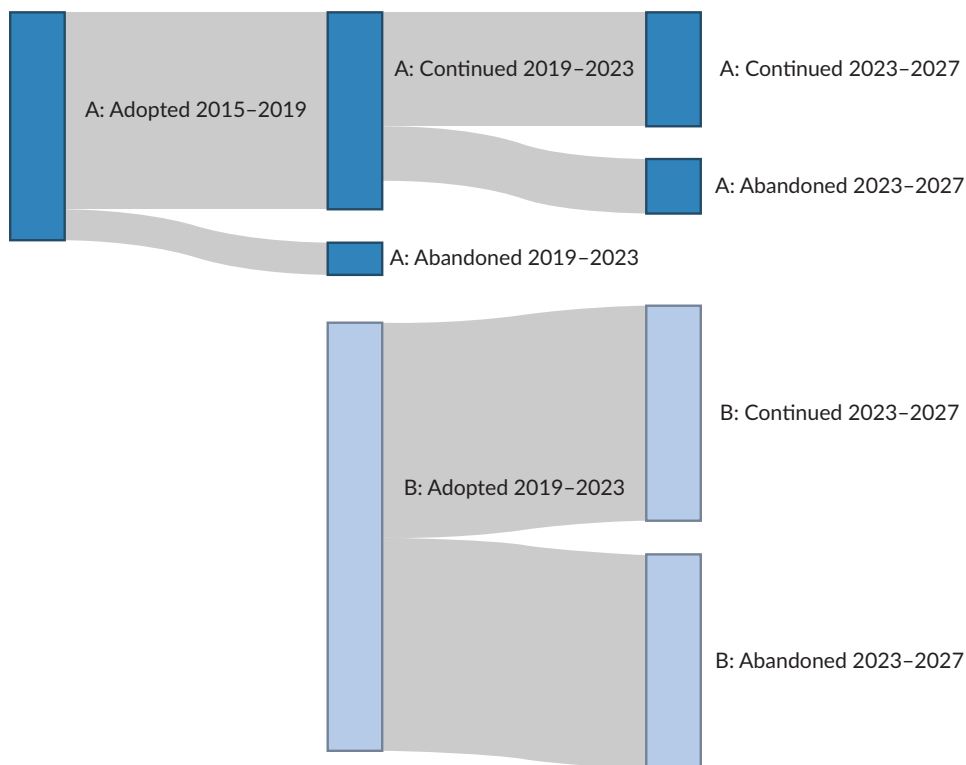 A: Continued 2019–2023
A: Continued 2023–2027
A: Adopted 2015–2019
A: Abandoned 2023–2027
A: Abandoned 2019–2023
B: Continued 2023–2027
B: Adopted 2019–2023
B: Abandoned 2023–2027